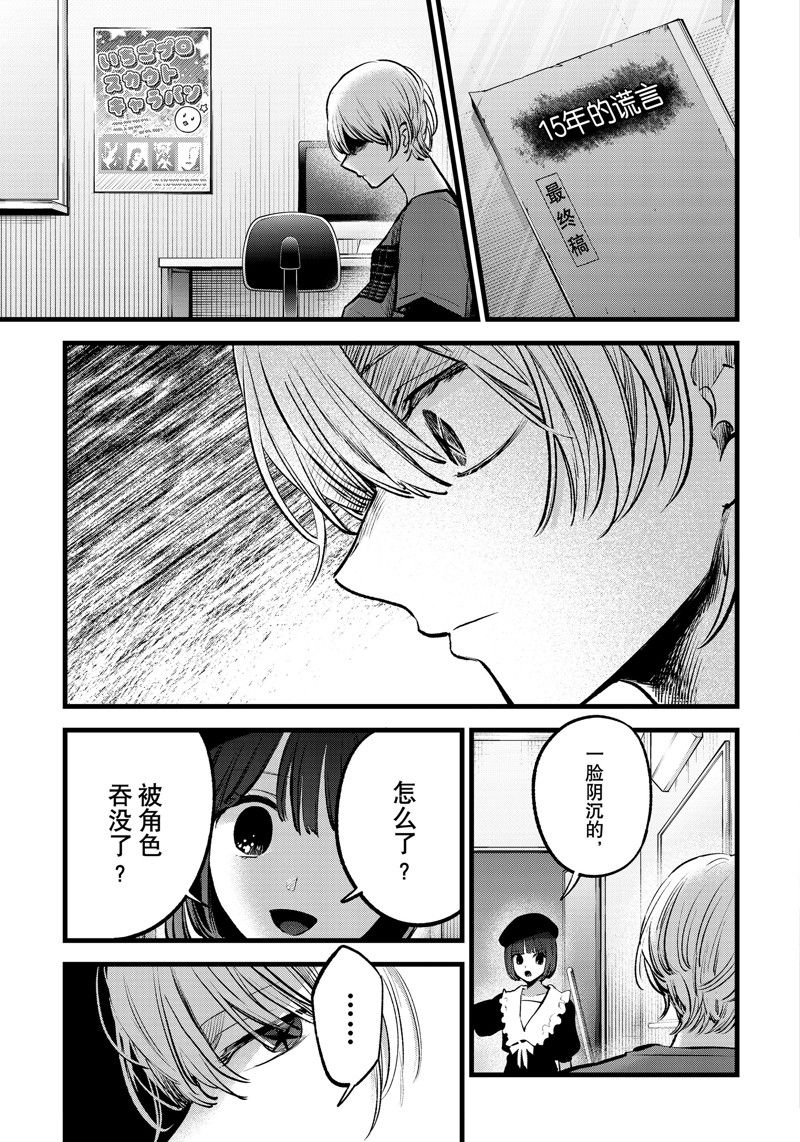 15年的谎言
最终稿
いちごプロ
スカウト
キャラバン
一脸阴沉的，
怎么了？
被角色
吞没了？
……